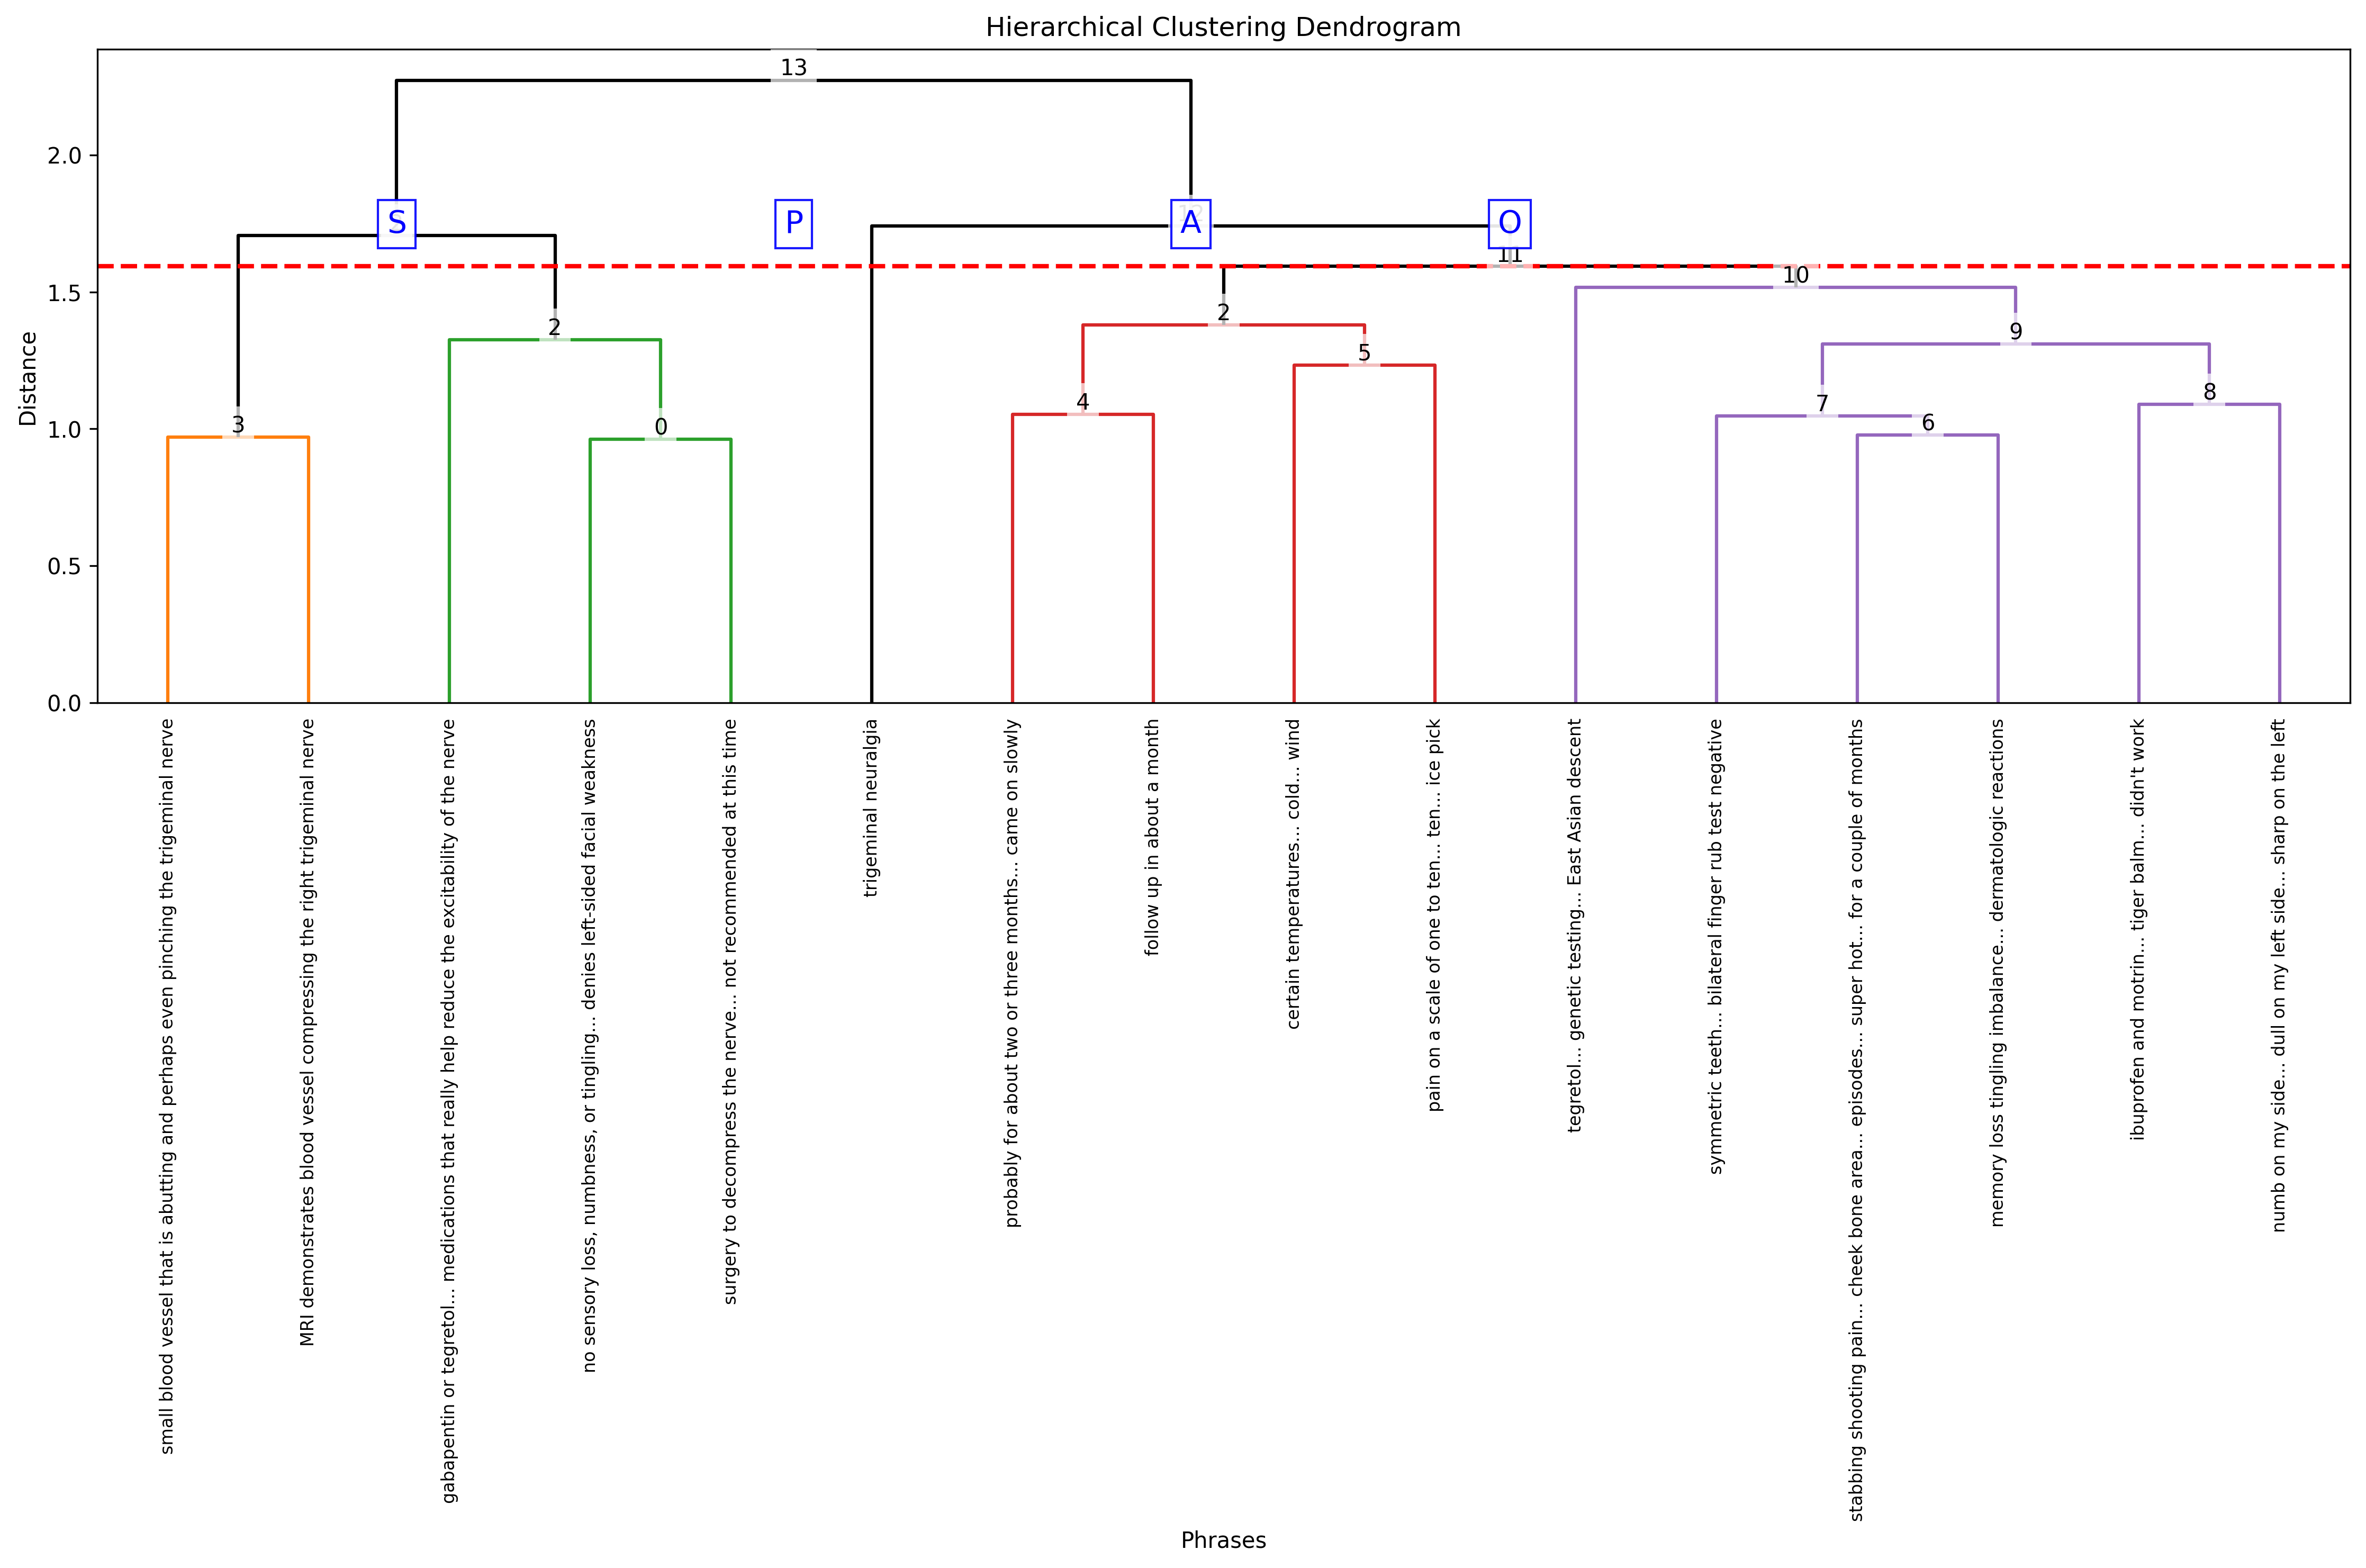 Hierarchical Clustering Dendrogram
13
2.0
S
P
A
O
11
1.5
10
2
2
9
5
Distance
4
7
8
1.0
3
0
6
0.5
0.0
small blood vessel that is abutting and perhaps even pinching the trigeminal nerve
MRI demonstrates blood vessel compressing the right trigeminal nerve
gabapentin or tegretol... medications that really help reduce the excitability of the nerve
no sensory loss, numbness, or tingling... denies left-sided facial weakness
surgery to decompress the nerve... not recommended at this time
trigeminal neuralgia
probably for about two or three months... came on slowly
follow up in about a month
certain temperatures... cold... wind
pain on a scale of one to ten... ten... ice pick
tegretol... genetic testing... East Asian descent
symmetric teeth... bilateral finger rub test negative
stabbing shooting pain... cheek bone area... episodes... super hot... for a couple of months
memory loss tingling imbalance... dermatologic reactions
ibuprofen and motrin... tiger balm... didn't work
numb on my side... dull on my left side... sharp on the left
Phrases